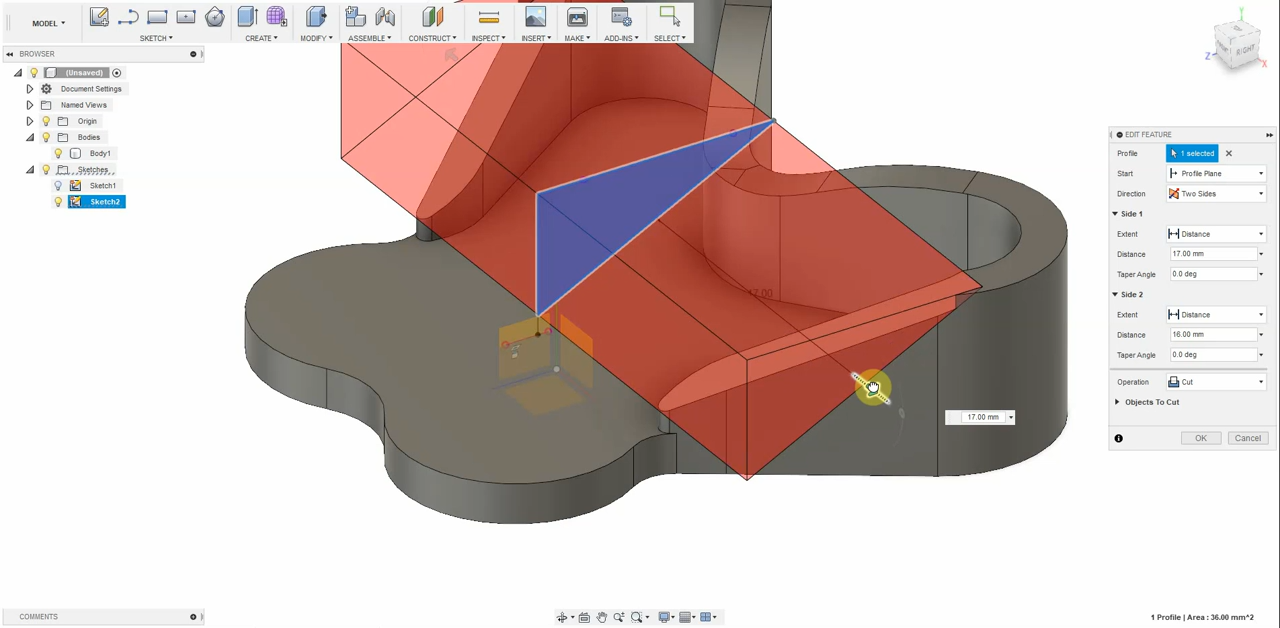 MODEL
SKETCH
CREATE
MODIFY
ASSEMBLE
CONSTRUCT
INSPECT
INSERT
MAKE
ADD-INS
SELECT
BROWSER
(Unsaved)
Document Settings
Named Views
Origin
Bodies
Body1
Sketches
Sketch1
Sketch2
Y
Z
X
RIGHT
EDIT FEATURE
Profile 1 selected
Start Profile Plane
Direction Two Sides
Side 1
Extent Distance
Distance 17.00 mm
Taper Angle 0.0 deg
Side 2
Extent Distance
Distance 16.00 mm
Taper Angle 0.0 deg
Operation Cut
Objects To Cut
OK Cancel
17.00
17.00 mm
COMMENTS
1 Profile | Area : 36.00 mm^2